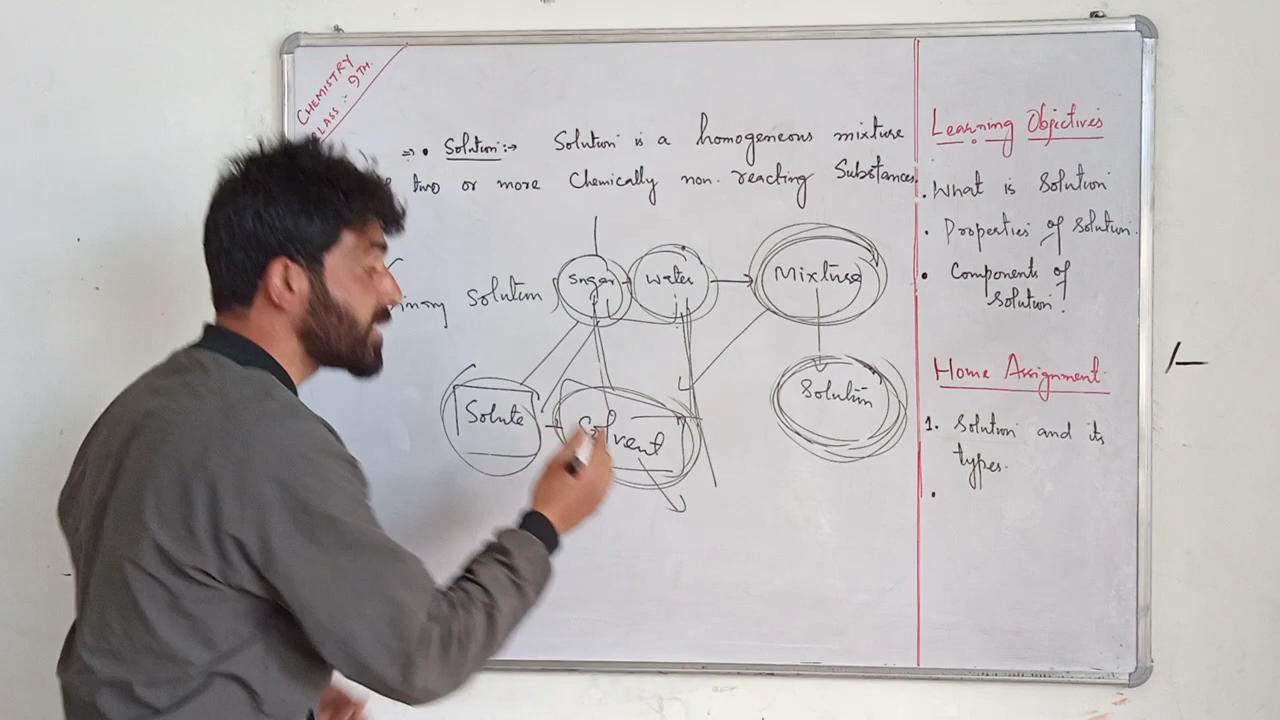 CHEMISTRY
CLASS :- 9TH.
⇒ • Solution :→ Solution is a homogeneous mixture
two or more Chemically non-reacting Substances
Solution
Sugar
Water
Mixture
Solute
Solvent
Solution
Learning Objectives
• What is Solution
• Properties of Solution.
• Components of
Solution.
Home Assignment
1. Solution and its
types.
•